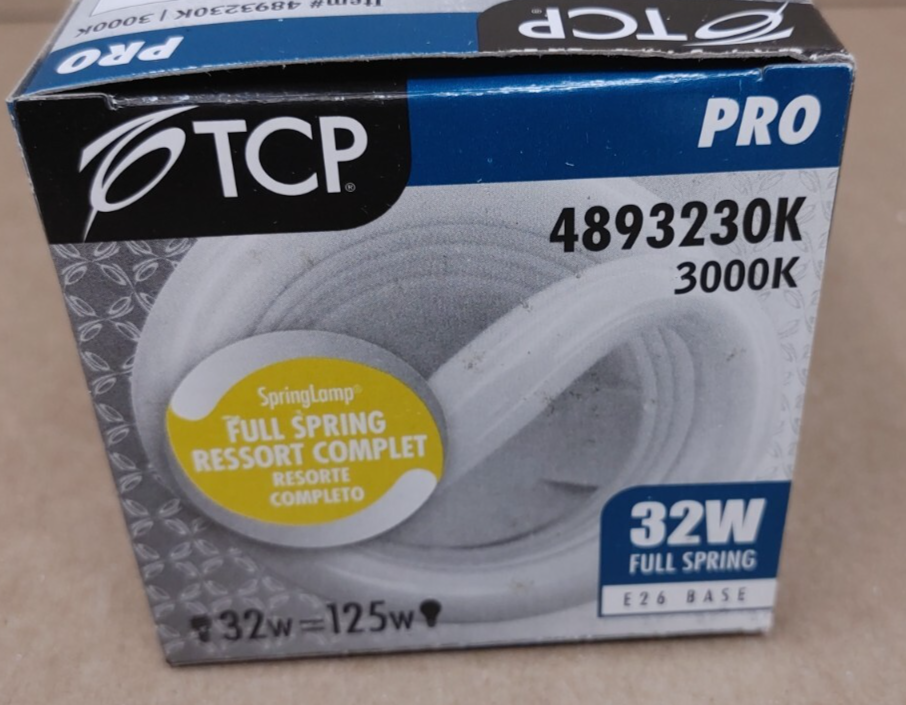 Item# 4893230K | 3000K
PRO
TCP®
TCP®
PRO
4893230K
3000K
SpringLamp®
FULL SPRING
RESSORT COMPLET
RESORTE
COMPLETO
32W
FULL SPRING
E26 BASE
32w=125w